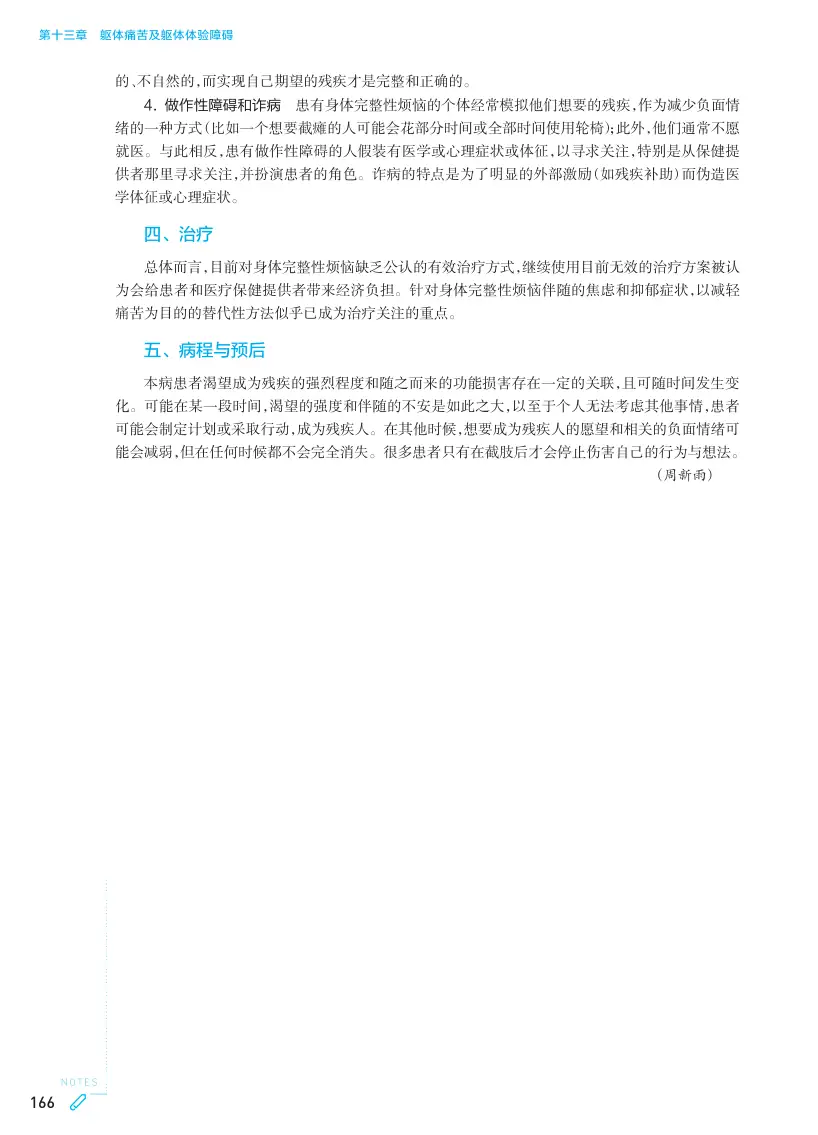 第十三章　躯体痛苦及躯体体验障碍
的、不自然的，而实现自己期望的残疾才是完整和正确的。
4. 做作性障碍和诈病　患有身体完整性烦恼的个体经常模拟他们想要的残疾，作为减少负面情
绪的一种方式（比如一个想要截瘫的人可能会花部分时间或全部时间使用轮椅）；此外，他们通常不愿
就医。与此相反，患有做作性障碍的人假装有医学或心理症状或体征，以寻求关注，特别是从保健提
供者那里寻求关注，并扮演患者的角色。诈病的特点是为了明显的外部激励（如残疾补助）而伪造医
学体征或心理症状。
四、治疗
总体而言，目前对身体完整性烦恼缺乏公认的有效治疗方式，继续使用目前无效的治疗方案被认
为会给患者和医疗保健提供者带来经济负担。针对身体完整性烦恼伴随的焦虑和抑郁症状，以减轻
痛苦为目的的替代性方法似乎已成为治疗关注的重点。
五、病程与预后
本病患者渴望成为残疾的强烈程度和随之而来的功能损害存在一定的关联，且可随时间发生变
化。可能在某一段时间，渴望的强度和伴随的不安是如此之大，以至于个人无法考虑其他事情，患者
可能会制定计划或采取行动，成为残疾人。在其他时候，想要成为残疾人的愿望和相关的负面情绪可
能会减弱，但在任何时候都不会完全消失。很多患者只有在截肢后才会停止伤害自己的行为与想法。
（周新雨）
NOTES
166